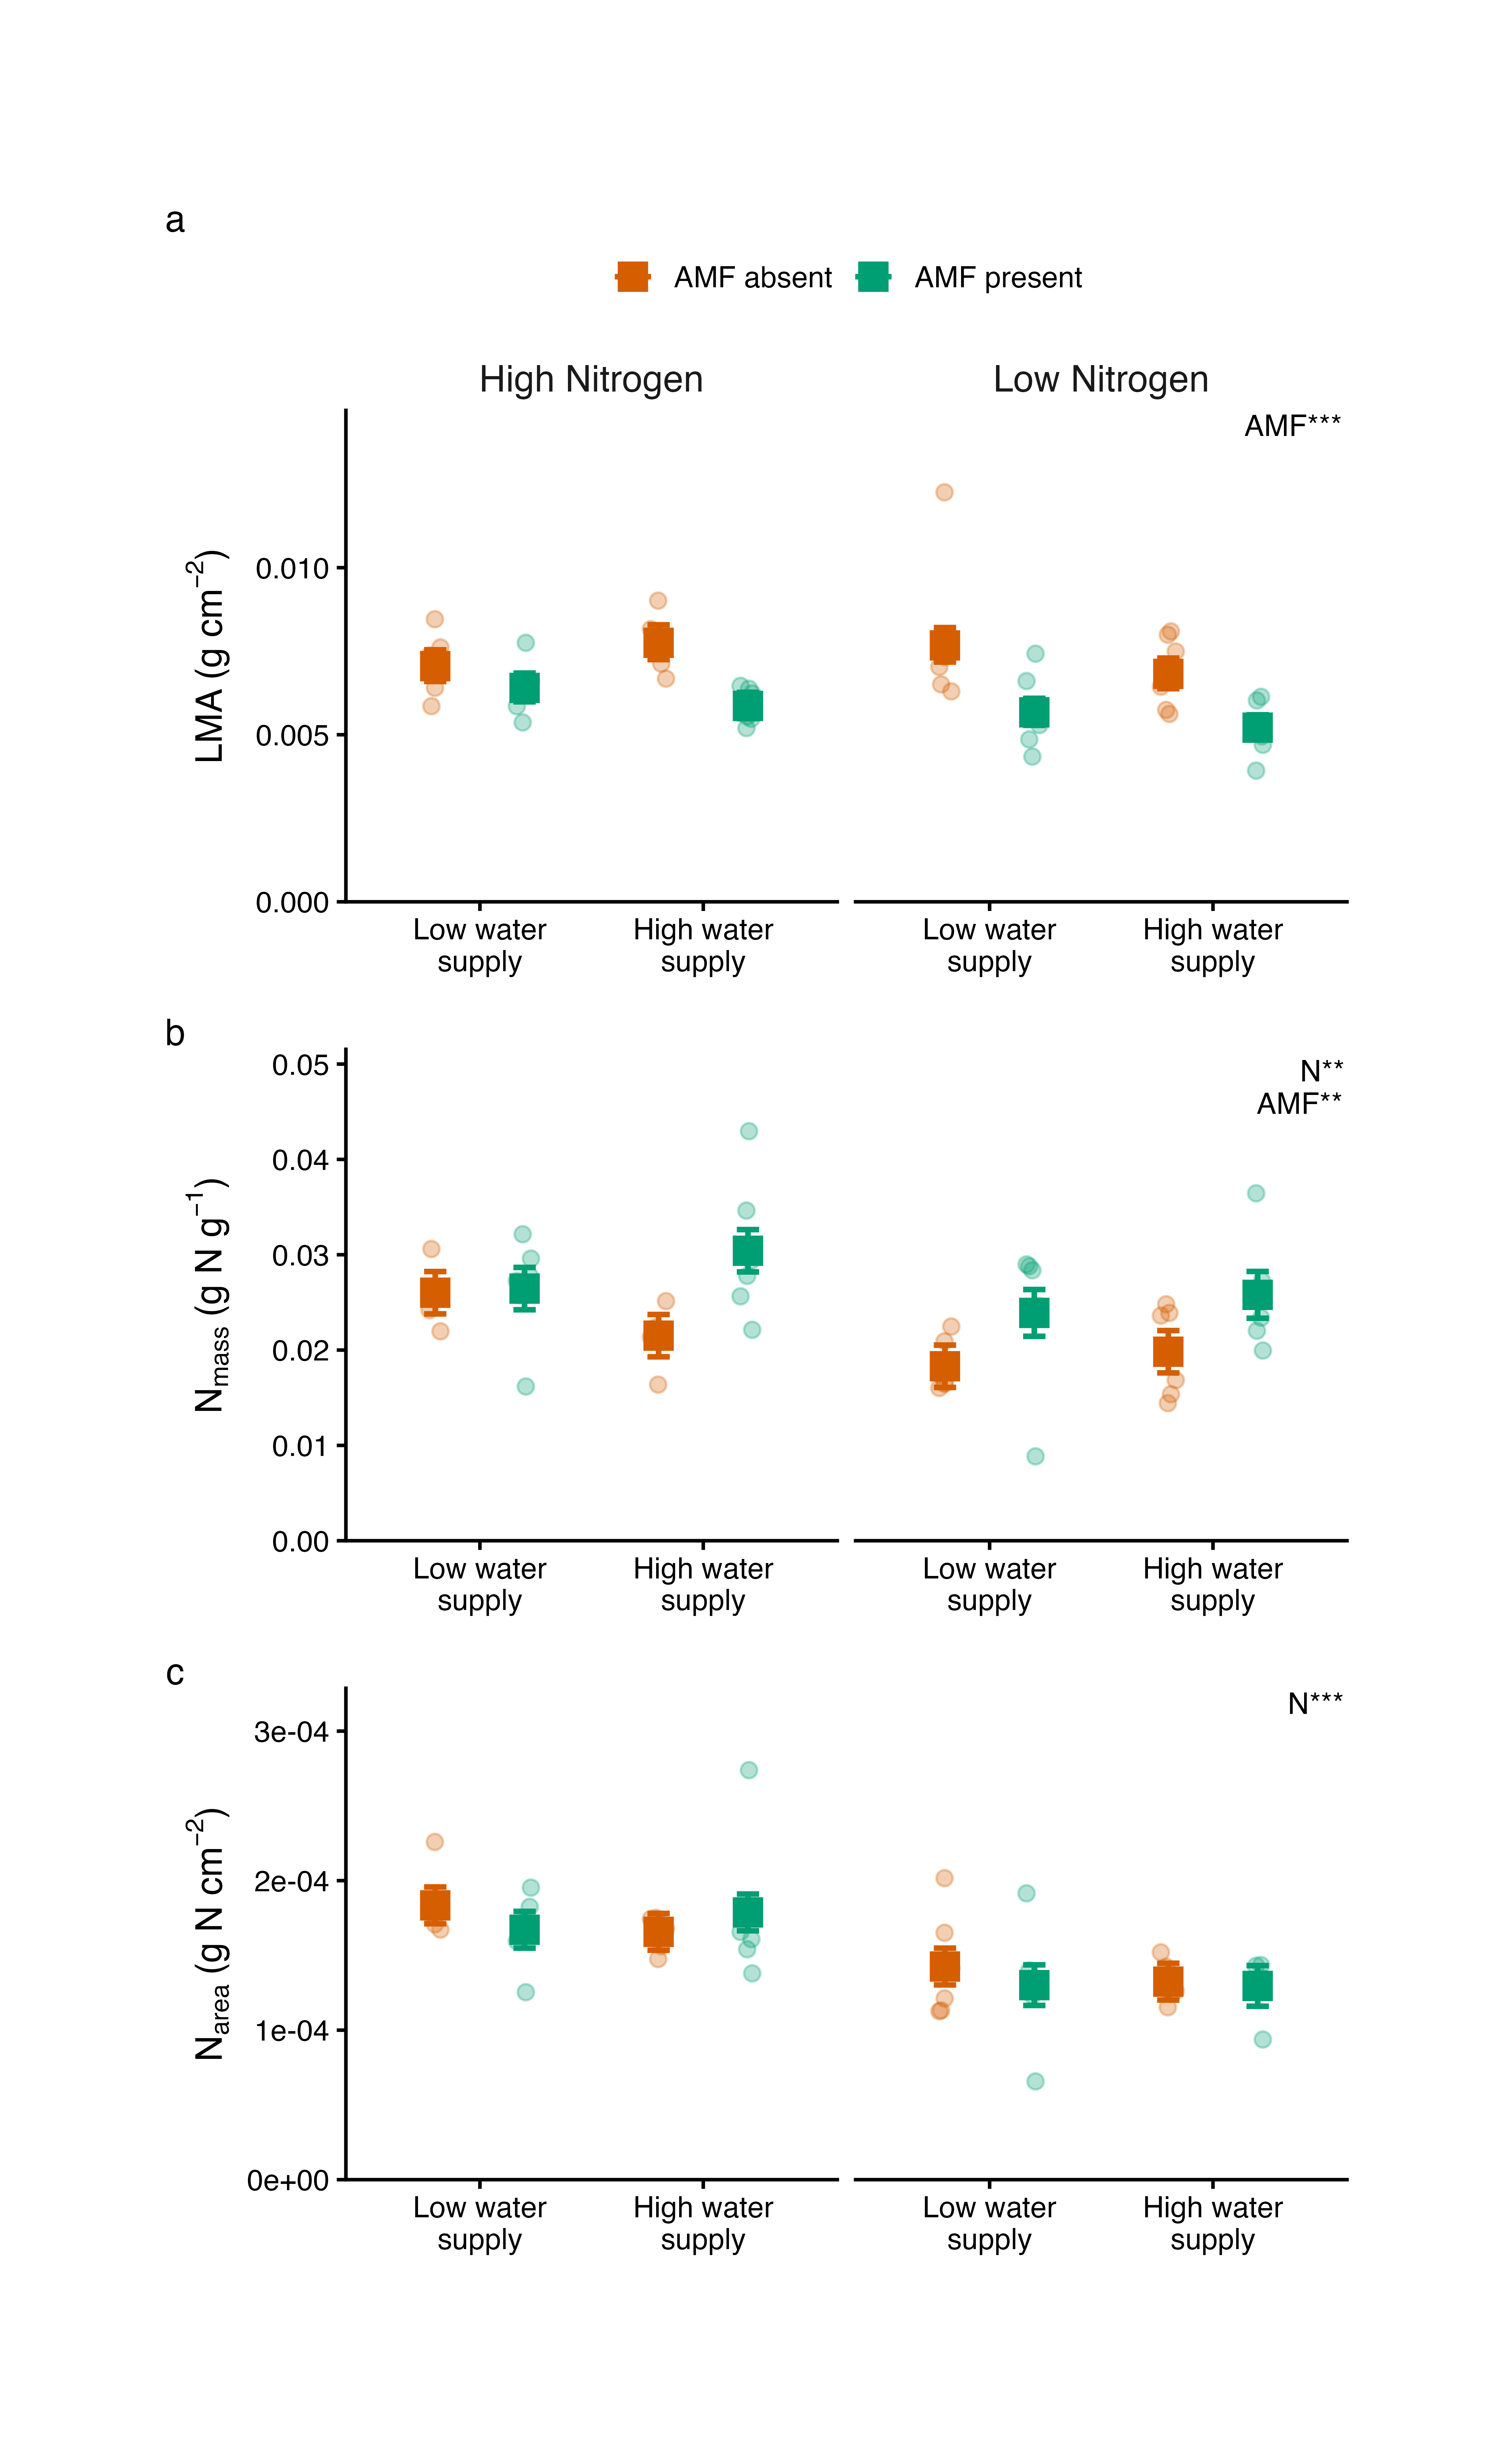 a
AMF absent AMF present
High Nitrogen Low Nitrogen
AMF***
LMA (g cm⁻²)
0.010
0.005
0.000
Low water supply High water supply Low water supply High water supply
b
N**
AMF**
Nmass (g N g⁻¹)
0.05
0.04
0.03
0.02
0.01
0.00
Low water supply High water supply Low water supply High water supply
c
N***
Narea (g N cm⁻²)
3e-04
2e-04
1e-04
0e+00
Low water supply High water supply Low water supply High water supply